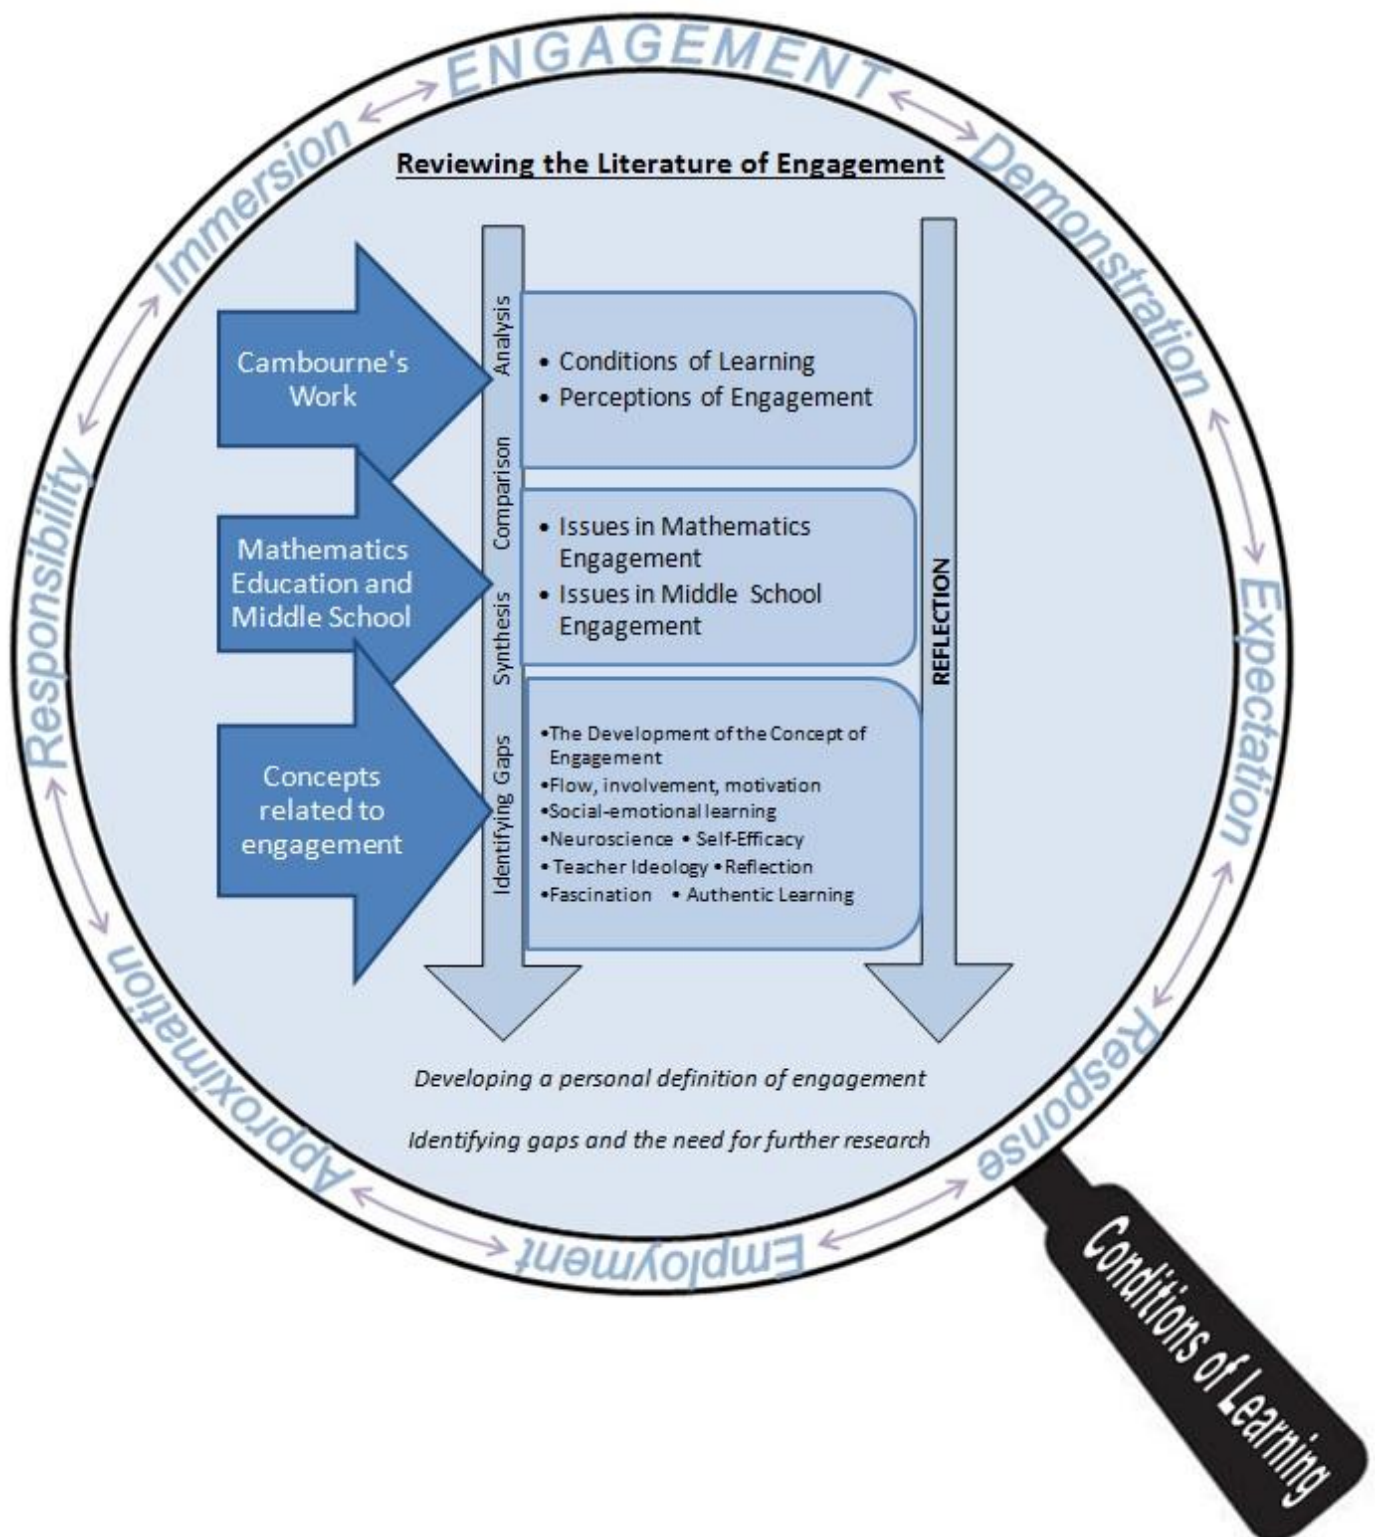 ENGAGEMENT
Demonstration
Expectation
Response
Employment
Approximation
Responsibility
Immersion
Reviewing the Literature of Engagement
Cambourne's
Work
Mathematics
Education and
Middle School
Concepts
related to
engagement
Analysis
Comparison
Synthesis
Identifying Gaps
• Conditions of Learning
• Perceptions of Engagement
• Issues in Mathematics
Engagement
• Issues in Middle School
Engagement
•The Development of the Concept of
Engagement
•Flow, involvement, motivation
•Social-emotional learning
•Neuroscience • Self-Efficacy
• Teacher Ideology •Reflection
•Fascination • Authentic Learning
REFLECTION
Developing a personal definition of engagement
Identifying gaps and the need for further research
Conditions of Learning